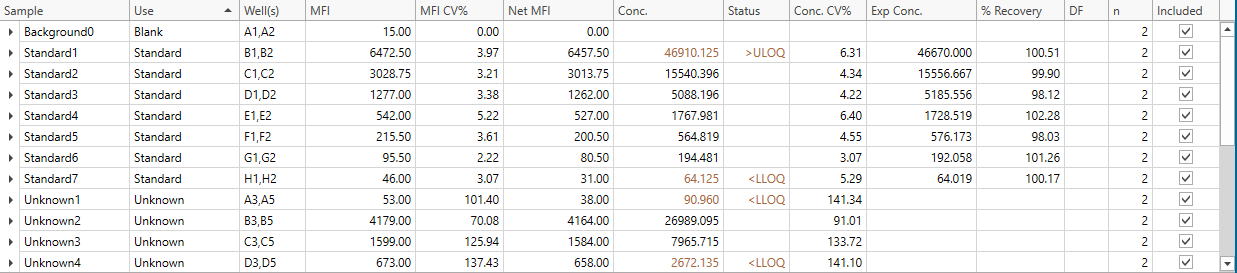 Sample Use Well(s) MFI MFI CV% Net MFI Conc. Status Conc. CV% Exp Conc. % Recovery DF n Included
Background0 Blank A1,A2 15.00 0.00 0.00 2
Standard1 Standard B1,B2 6472.50 3.97 6457.50 46910.125 >ULOQ 6.31 46670.000 100.51 2
Standard2 Standard C1,C2 3028.75 3.21 3013.75 15540.396 4.34 15556.667 99.90 2
Standard3 Standard D1,D2 1277.00 3.38 1262.00 5088.196 4.22 5185.556 98.12 2
Standard4 Standard E1,E2 542.00 5.22 527.00 1767.981 6.40 1728.519 102.28 2
Standard5 Standard F1,F2 215.50 3.61 200.50 564.819 4.55 576.173 98.03 2
Standard6 Standard G1,G2 95.50 2.22 80.50 194.481 3.07 192.058 101.26 2
Standard7 Standard H1,H2 46.00 3.07 31.00 64.125 <LLOQ 5.29 64.019 100.17 2
Unknown1 Unknown A3,A5 53.00 101.40 38.00 90.960 <LLOQ 141.34 2
Unknown2 Unknown B3,B5 4179.00 70.08 4164.00 26989.095 91.01 2
Unknown3 Unknown C3,C5 1599.00 125.94 1584.00 7965.715 133.72 2
Unknown4 Unknown D3,D5 673.00 137.43 658.00 2672.135 <LLOQ 141.10 2